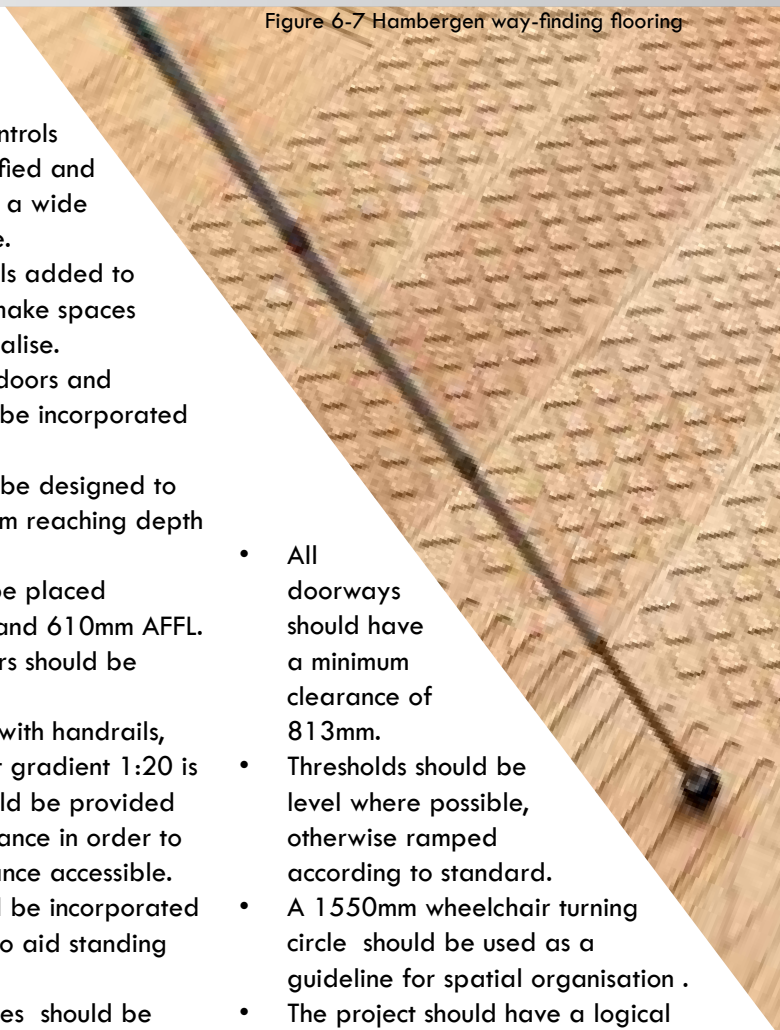 Figure 6-7 Hambergen way-finding flooring
ntrols
fied and
a wide
e.
ls added to
make spaces
alise.
doors and
be incorporated
be designed to
m reaching depth
be placed
and 610mm AFFL.
rs should be
with handrails,
r gradient 1:20 is
ld be provided
ance in order to
ance accessible.
l be incorporated
o aid standing
es should be
• All
doorways
should have
a minimum
clearance of
813mm.
• Thresholds should be
level where possible,
otherwise ramped
according to standard.
• A 1550mm wheelchair turning
circle should be used as a
guideline for spatial organisation .
• The project should have a logical